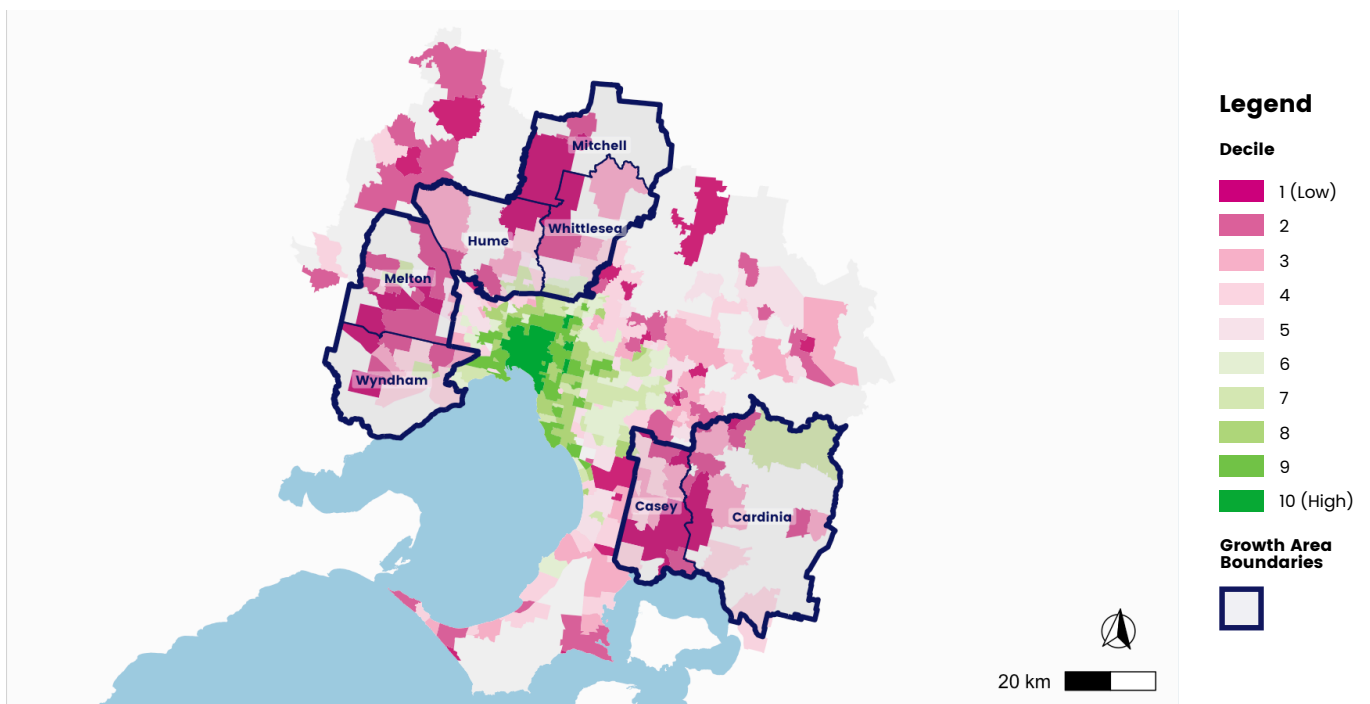 Mitchell
Whittlesea
Hume
Melton
Wyndham
Casey
Cardinia
20 km
Legend
Decile
1 (Low)
2
3
4
5
6
7
8
9
10 (High)
Growth Area
Boundaries